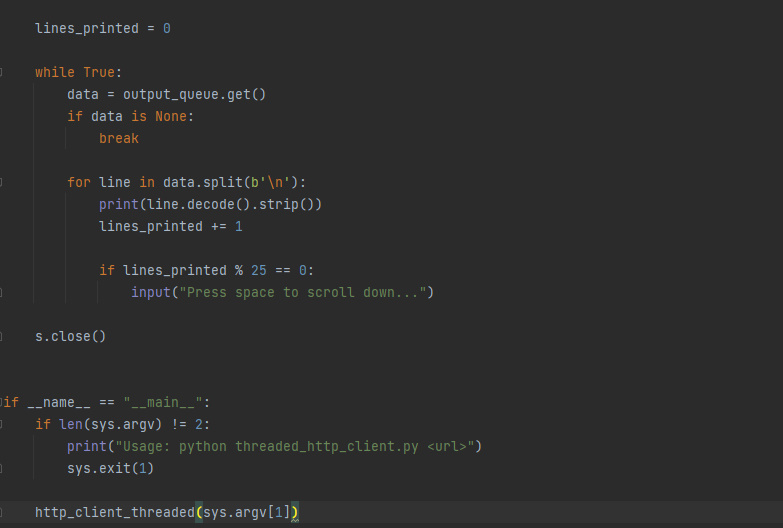 lines_printed = 0
while True:
data = output_queue.get()
if data is None:
break
for line in data.split(b'\n'):
print(line.decode().strip())
lines_printed += 1
if lines_printed % 25 == 0:
input("Press space to scroll down...")
s.close()
if __name__ == "__main__":
if len(sys.argv) != 2:
print("Usage: python threaded_http_client.py <url>")
sys.exit(1)
http_client_threaded(sys.argv[1])